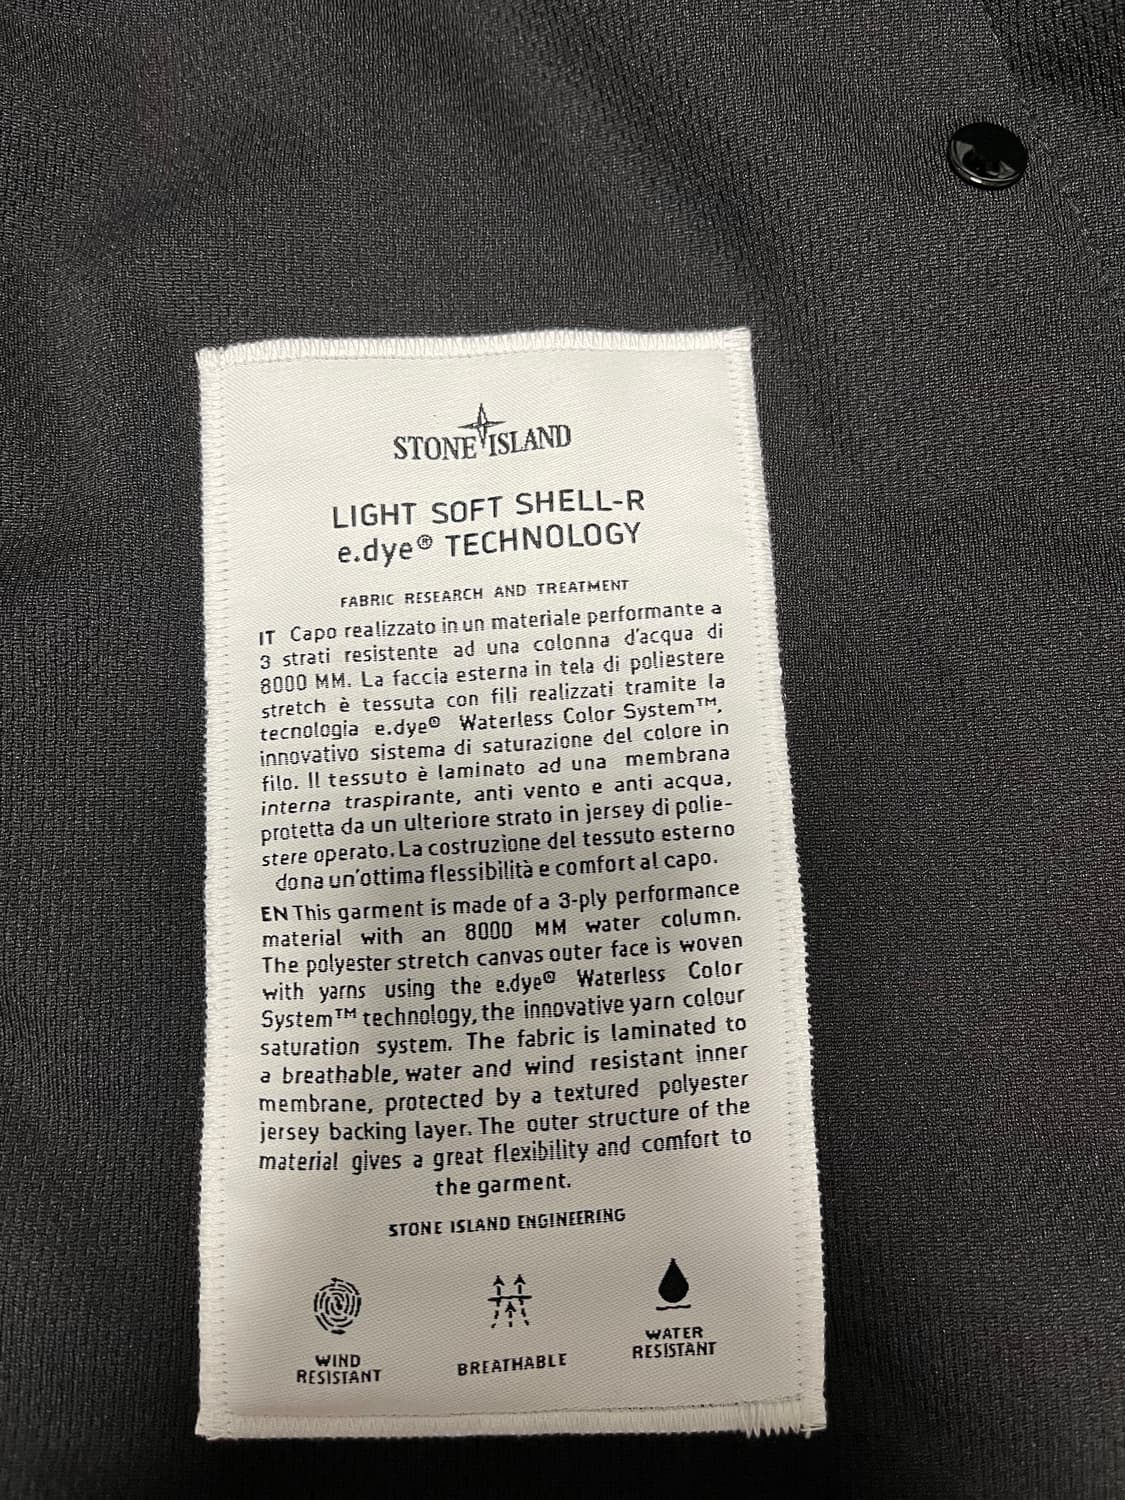 STONE ISLAND
LIGHT SOFT SHELL-R
e.dye® TECHNOLOGY
FABRIC RESEARCH AND TREATMENT
IT Capo realizzato in un materiale performante a
3 strati resistente ad una colonna d'acqua di
8000 MM. La faccia esterna in tela di poliestere
stretch è tessuta con fili realizzati tramite la
tecnologia e.dye® Waterless Color System™,
innovativo sistema di saturazione del colore in
filo. Il tessuto è laminato ad una membrana
interna traspirante, anti vento e anti acqua,
protetta da un ulteriore strato in jersey di polie-
stere operato. La costruzione del tessuto esterno
dona un'ottima flessibilità e comfort al capo.
EN This garment is made of a 3-ply performance
material with an 8000 MM water column.
The polyester stretch canvas outer face is woven
with yarns using the e.dye® Waterless Color
System™ technology, the innovative yarn colour
saturation system. The fabric is laminated to
a breathable, water and wind resistant inner
membrane, protected by a textured polyester
jersey backing layer. The outer structure of the
material gives a great flexibility and comfort to
the garment.
STONE ISLAND ENGINEERING
WIND
RESISTANT
BREATHABLE
WATER
RESISTANT